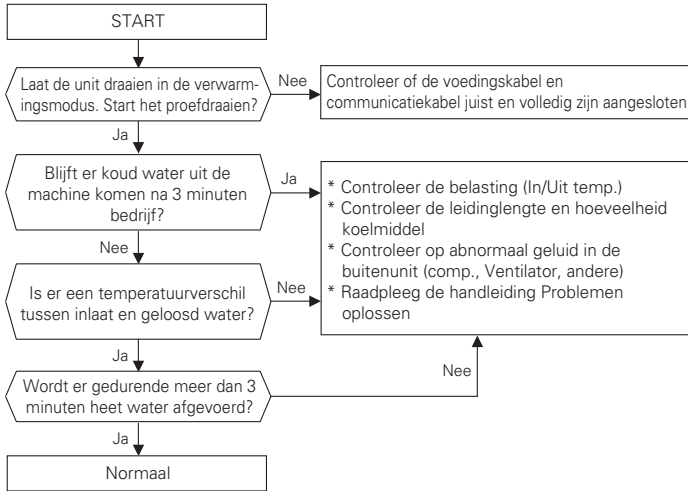 START
Laat de unit draaien in de verwarm-
ingsmodus. Start het proefdraaien?
Nee
Controleer of de voedingskabel en
communicatiekabel juist en volledig zijn aangesloten
Ja
Blijft er koud water uit de
machine komen na 3 minuten
bedrijf?
Ja
* Controleer de belasting (In/Uit temp.)
* Controleer de leidinglengte en hoeveelheid
koelmiddel
* Controleer op abnormaal geluid in de
buitenunit (comp., Ventilator, andere)
* Raadpleeg de handleiding Problemen
oplossen
Nee
Is er een temperatuurverschil
tussen inlaat en geloosd water?
Nee
Ja
Wordt er gedurende meer dan 3
minuten heet water afgevoerd?
Nee
Ja
Normaal